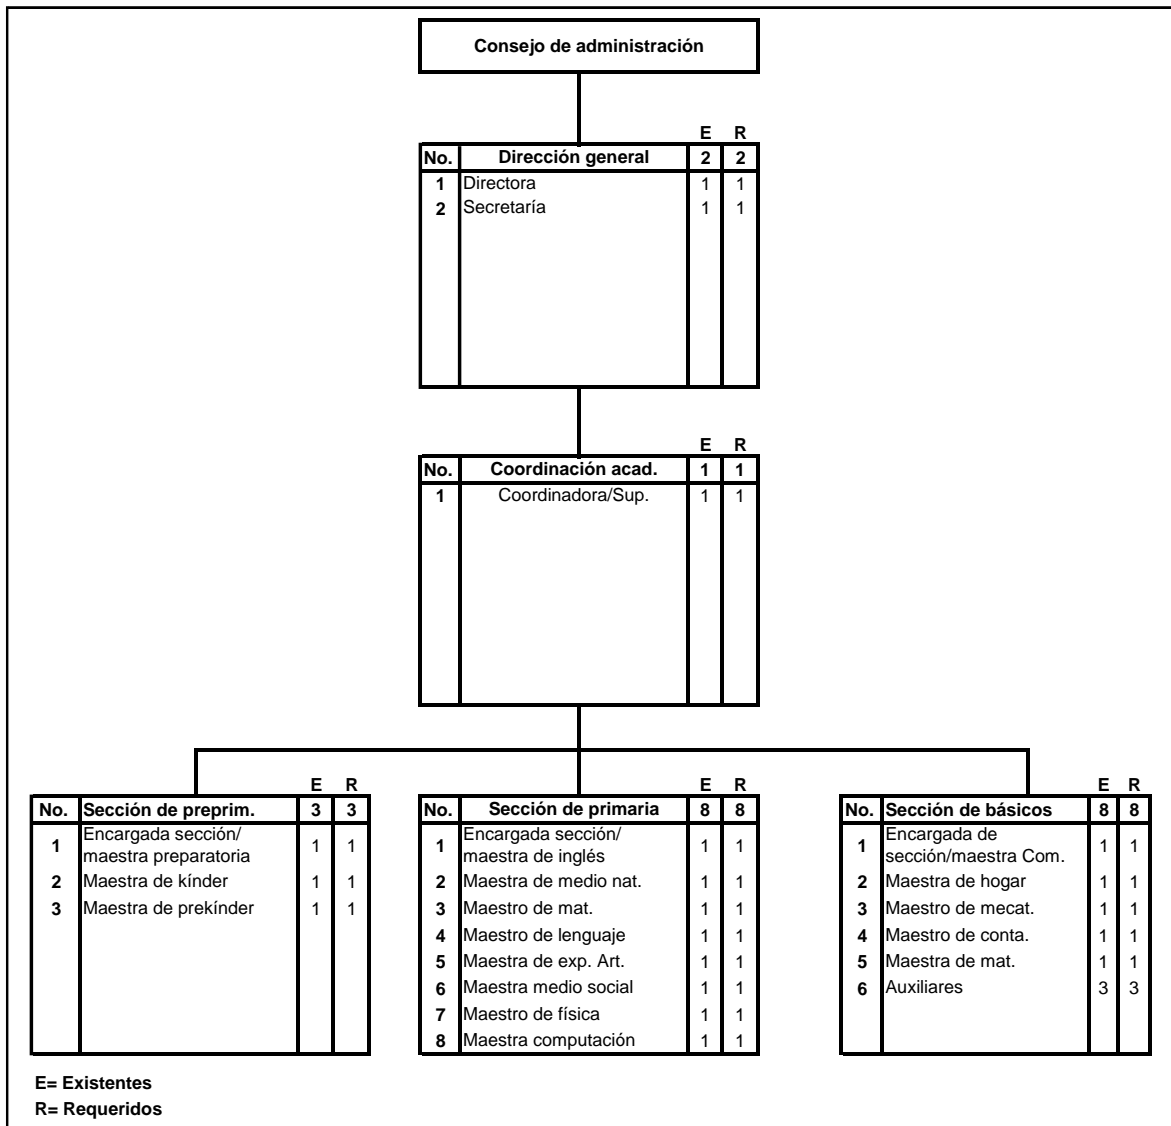 Consejo de administración
E R
No. Dirección general 2 2
1 Directora 1 1
2 Secretaría 1 1
E R
No. Coordinación acad. 1 1
1 Coordinadora/Sup. 1 1
E R
No. Sección de preprim. 3 3
1 Encargada sección/
maestra preparatoria 1 1
2 Maestra de kínder 1 1
3 Maestra de prekínder 1 1
E R
No. Sección de primaria 8 8
1 Encargada sección/
maestra de inglés 1 1
2 Maestra de medio nat. 1 1
3 Maestro de mat. 1 1
4 Maestro de lenguaje 1 1
5 Maestra de exp. Art. 1 1
6 Maestra medio social 1 1
7 Maestro de física 1 1
8 Maestra computación 1 1
E R
No. Sección de básicos 8 8
1 Encargada de
sección/maestra Com. 1 1
2 Maestra de hogar 1 1
3 Maestro de mecat. 1 1
4 Maestro de conta. 1 1
5 Maestra de mat. 1 1
6 Auxiliares 3 3
E= Existentes
R= Requeridos